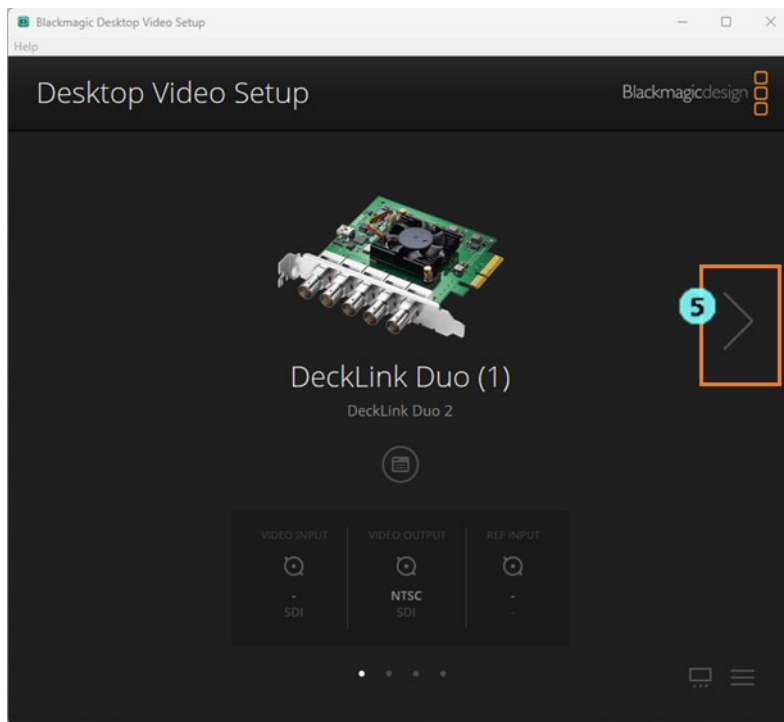 Blackmagic Desktop Video Setup
Help
Desktop Video Setup
Blackmagicdesign
5
DeckLink Duo (1)
DeckLink Duo 2
VIDEO INPUT VIDEO OUTPUT REF INPUT
- NTSC -
SDI SDI -